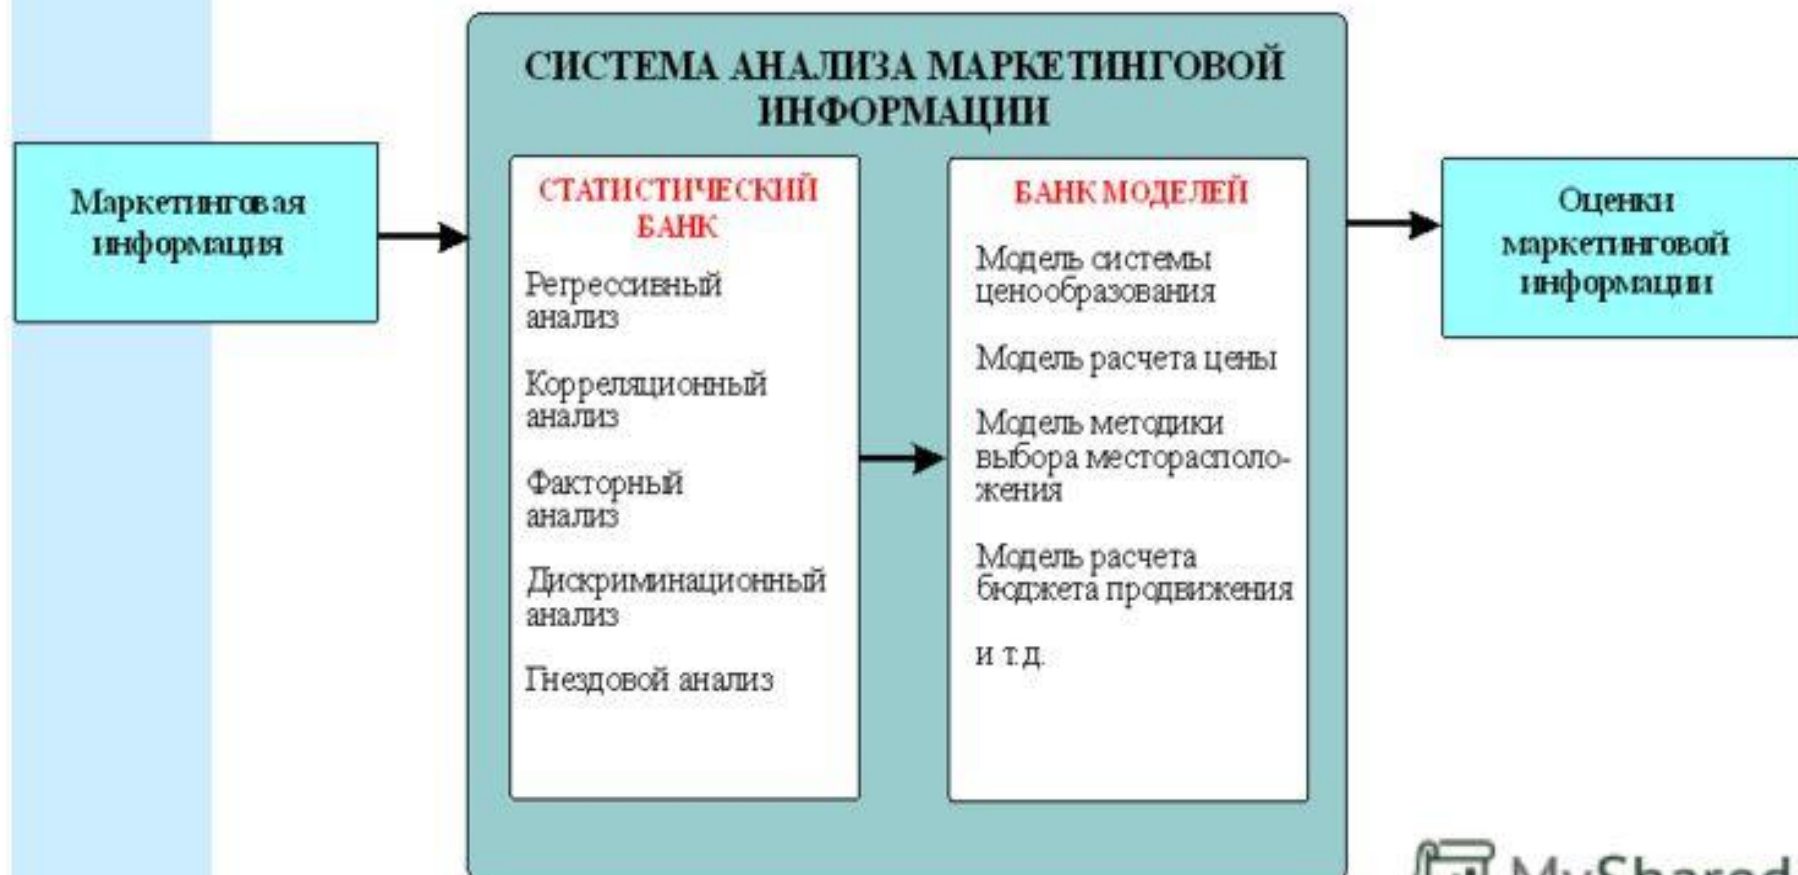 СИСТЕМА АНАЛИЗА МАРКЕТИНГОВОЙ
ИНФОРМАЦИИ
Маркетинговая
информация
СТАТИСТИЧЕСКИЙ
БАНК
Регрессивный
анализ
Корреляционный
анализ
Факторный
анализ
Дискриминационный
анализ
Гнездовой анализ
БАНК МОДЕЛЕЙ
Модель системы
ценообразования
Модель расчета цены
Модель методики
выбора месторасполо-
жения
Модель расчета
бюджета продвижения
и т.д.
Оценки
маркетинговой
информации
MyShared